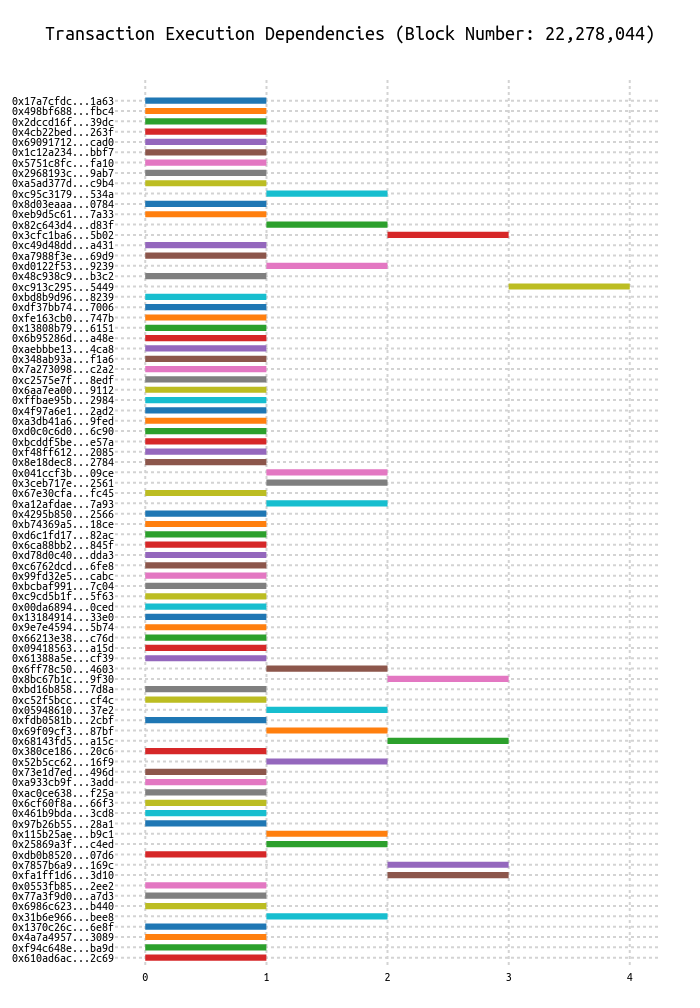 Transaction Execution Dependencies (Block Number: 22,278,044)
0x17a7cfdc...1a63
0x498bf688...fbc4
0x2dccd16f...39dc
0x4cb22bed...263f
0x69091712...cad0
0x1c12a234...bbf7
0x5751c8fc...fa10
0x2968193c...9ab7
0xa5ad377d...c9b4
0xc95c3179...534a
0x8d03eaaa...0784
0xeb9d5c61...7a33
0x82c643d4...d83f
0x3cfc1ba6...5b02
0xc49d48dd...a431
0xa7988f3e...69d9
0xd0122f53...9239
0x48c938c9...b3c2
0xc913c295...5449
0xbd8b9d96...8239
0xdf37bb74...7006
0xfe163cb0...747b
0x13808b79...6151
0x6b95286d...a48e
0xaebbbe13...4ca8
0x348ab93a...f1a6
0x7a273098...c2a2
0xc2575e7f...8edf
0x6aa7ea00...9112
0xffbae95b...2984
0x4f97a6e1...2ad2
0xa3db41a6...9fed
0xd0c0c6d0...6c90
0xbcddf5be...e57a
0xf48ff612...2085
0x8e18dec8...2784
0x041ccf3b...09ce
0x3ceb717e...2561
0x67e30cfa...fc45
0xa12afdae...7a93
0x4295b850...2566
0xb74369a5...18ce
0xd6c1fd17...82ac
0x6ca88bb2...845f
0xd78d0c40...dda3
0xc6762dcd...6fe8
0x99fd32e5...cabc
0xbcbaf991...7c04
0xc9cd5b1f...5f63
0x00da6894...0ced
0x13184914...33e0
0x9e7e4594...5b74
0x66213e38...c76d
0x09418563...a15d
0x61388a5e...cf39
0x6ff78c50...4603
0x8bc67b1c...9f30
0xbd16b858...7d8a
0xc52f5bcc...cf4c
0x05948610...37e2
0xfdb0581b...2cbf
0x69f09cf3...87bf
0x68143fd5...a15c
0x380ce186...20c6
0x52b5cc62...16f9
0x73e1d7ed...496d
0xa933cb9f...3add
0xac0ce638...f25a
0x6cf60f8a...66f3
0x461b9bda...3cd8
0x97b26b55...28a1
0x115b25ae...b9c1
0x25869a3f...c4ed
0xdb0b8520...07d6
0x7857b6a9...169c
0xfa1ff1d6...3d10
0x0553fb85...2ee2
0x77a3f9d0...a7d3
0x6986c623...b440
0x31b6e966...bee8
0x1370c26c...6e8f
0x4a7a4957...3089
0xf94c648e...ba9d
0x610ad6ac...2c69
0 1 2 3 4